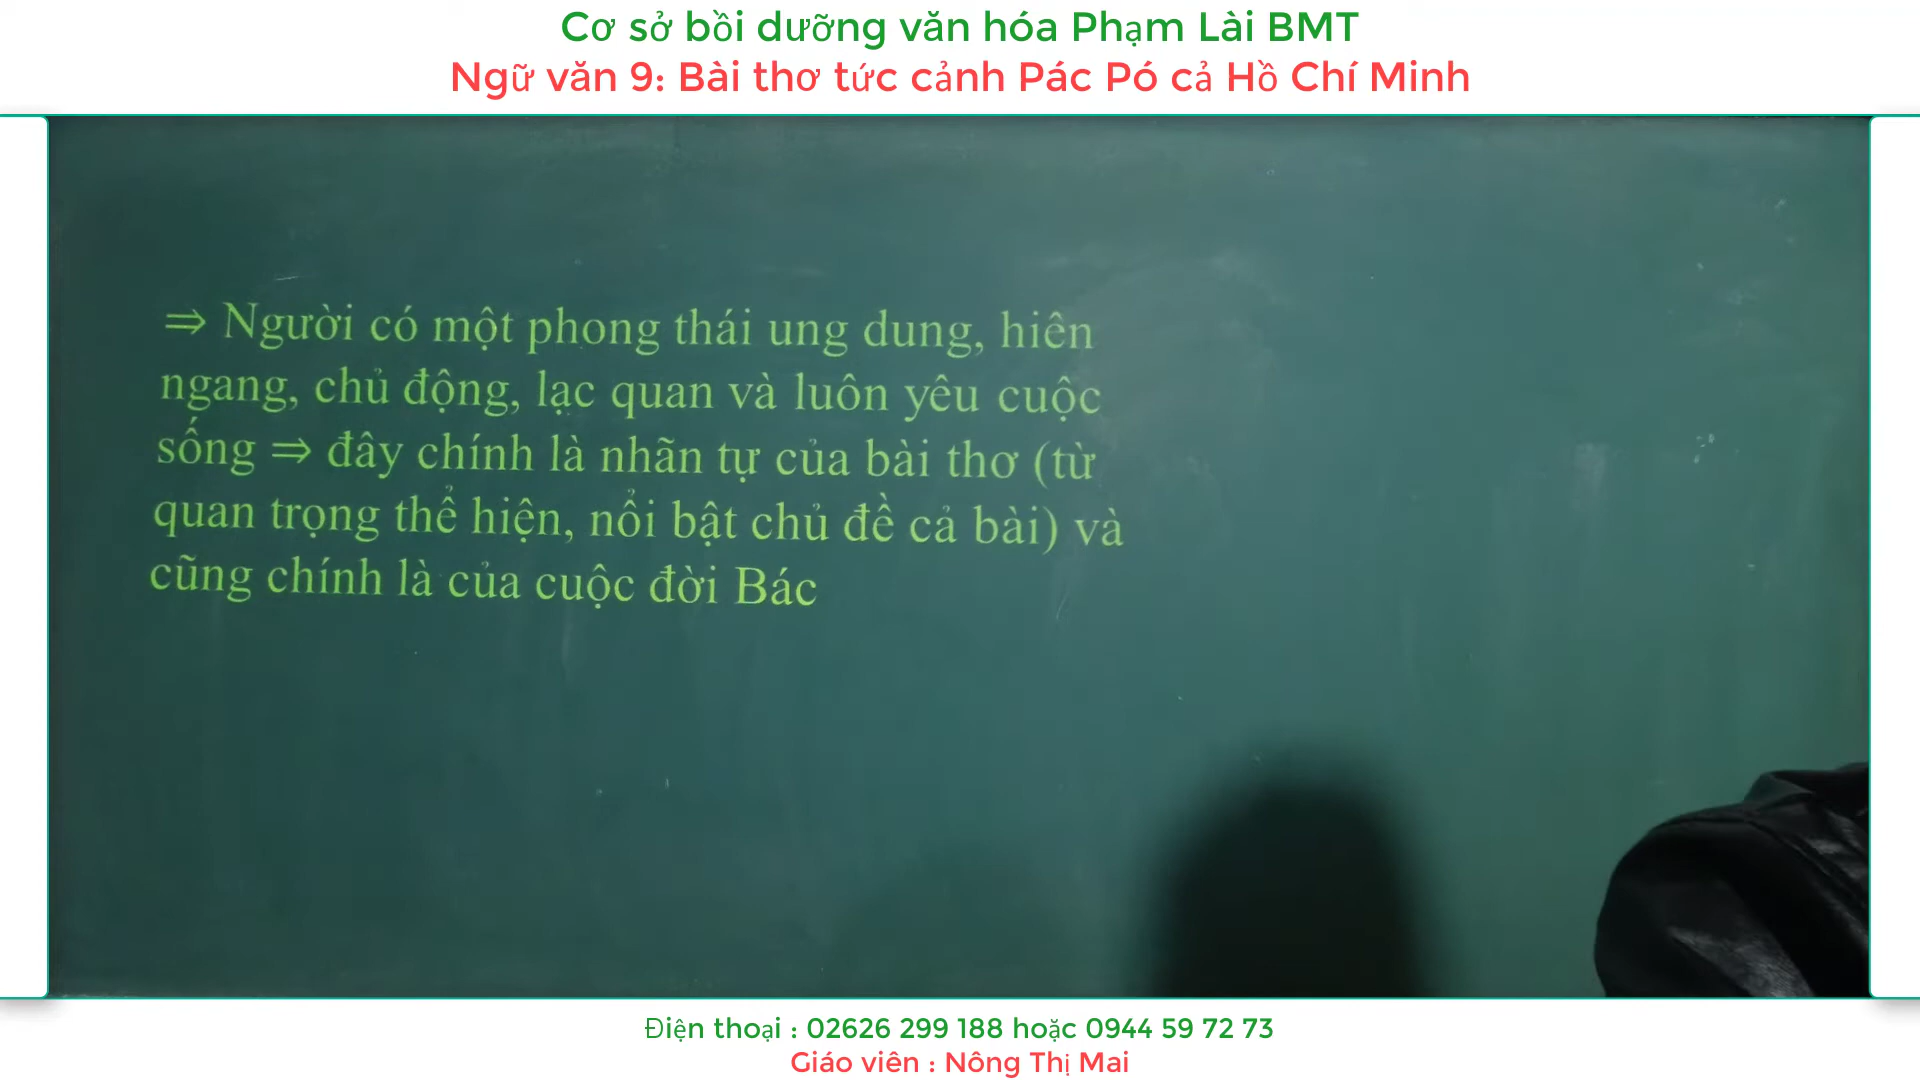 Cơ sở bồi dưỡng văn hóa Phạm Lài BMT
Ngữ văn 9: Bài thơ tức cảnh Pác Pó cả Hồ Chí Minh
⇒ Người có một phong thái ung dung, hiên
ngang, chủ động, lạc quan và luôn yêu cuộc
sống ⇒ đây chính là nhãn tự của bài thơ (từ
quan trọng thể hiện, nổi bật chủ đề cả bài) và
cũng chính là của cuộc đời Bác
Điện thoại : 02626 299 188 hoặc 0944 59 72 73
Giáo viên : Nông Thị Mai